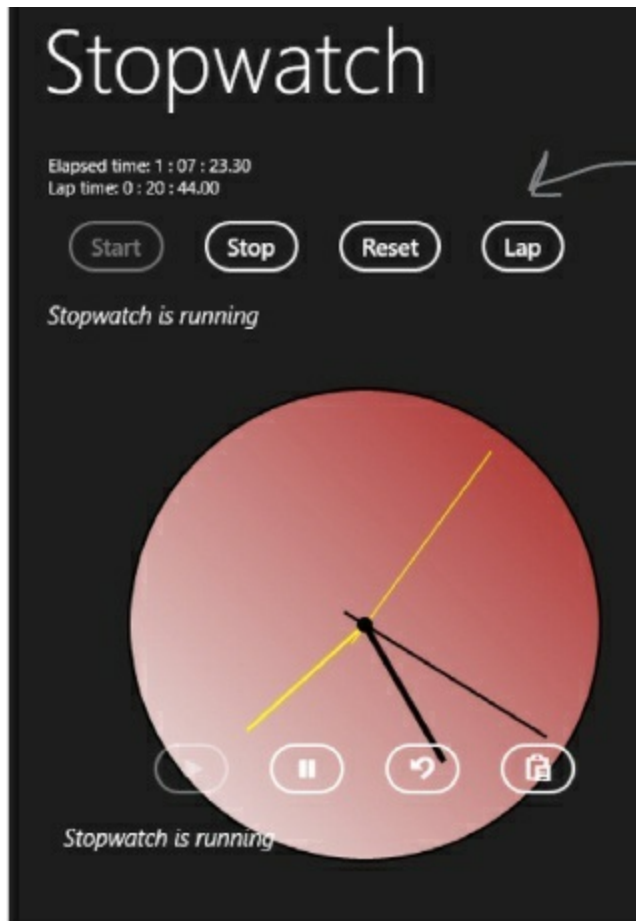 Stopwatch
Elapsed time: 1 : 07 : 23.30
Lap time: 0 : 20 : 44.00
Start Stop Reset Lap
Stopwatch is running
Stopwatch is running